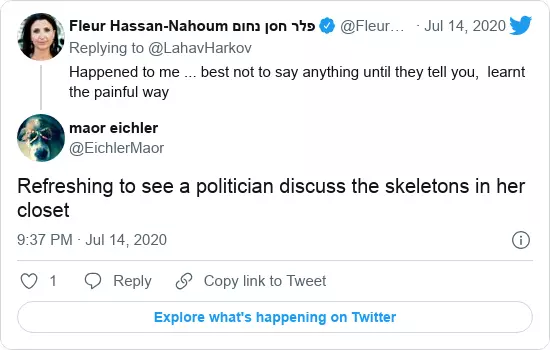 Fleur Hassan-Nahoum פלר חסן נחום @Fleur… · Jul 14, 2020
Replying to @LahavHarkov
Happened to me ... best not to say anything until they tell you, learnt
the painful way
maor eichler
@EichlerMaor
Refreshing to see a politician discuss the skeletons in her
closet
9:37 PM · Jul 14, 2020
1 Reply Copy link to Tweet
Explore what's happening on Twitter